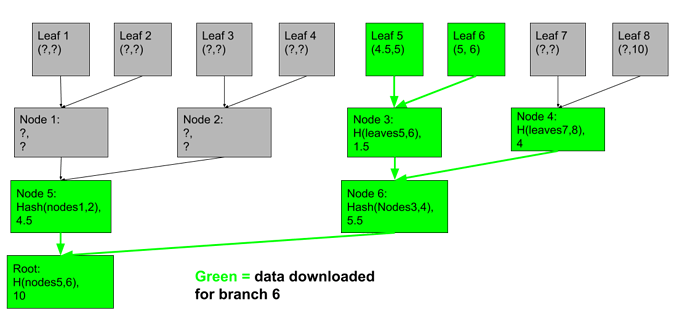 Leaf 1
(?,?)
Leaf 2
(?,?)
Leaf 3
(?,?)
Leaf 4
(?,?)
Leaf 5
(4.5,5)
Leaf 6
(5, 6)
Leaf 7
(?,?)
Leaf 8
(?,10)
Node 1:
?,
?
Node 2:
?,
?
Node 3:
H(leaves5,6),
1.5
Node 4:
H(leaves7,8),
4
Node 5:
Hash(nodes1,2),
4.5
Node 6:
Hash(Nodes3,4),
5.5
Root:
H(nodes5,6),
10
Green = data downloaded
for branch 6